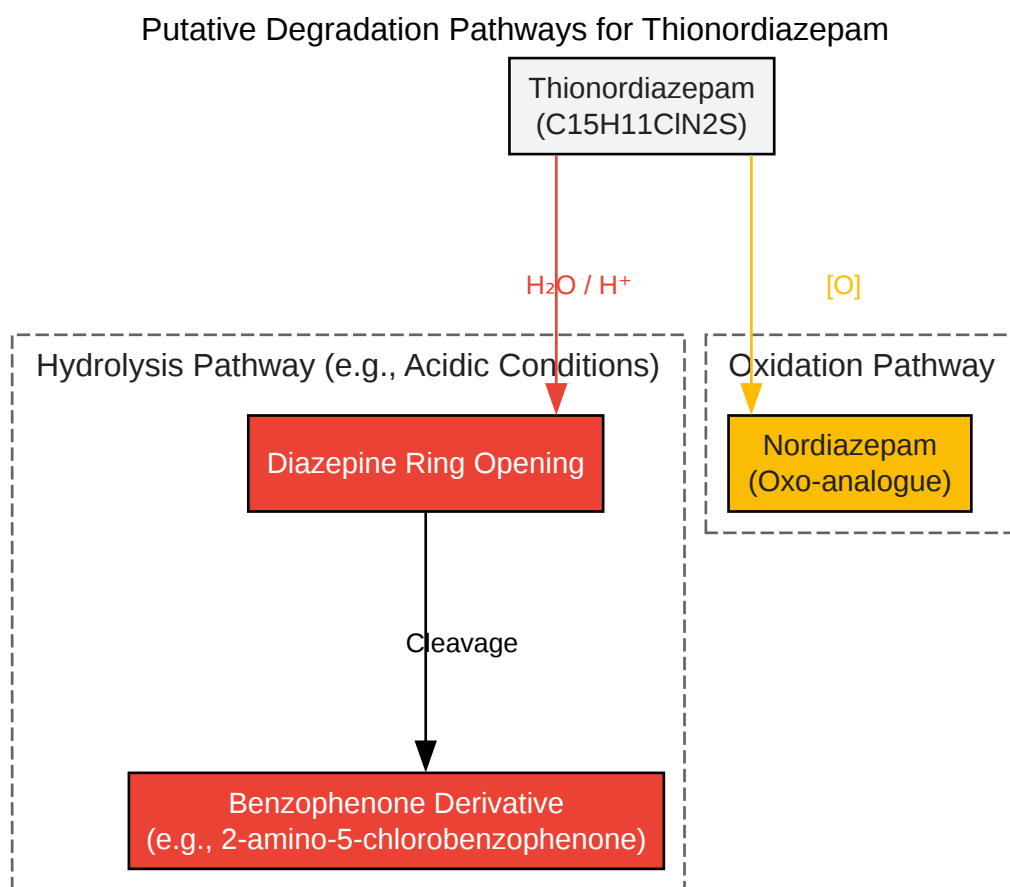 Putative Degradation Pathways for Thionordiazepam
Thionordiazepam
(C15H11ClN2S)
H₂O / H⁺
[O]
Hydrolysis Pathway (e.g., Acidic Conditions)
Oxidation Pathway
Diazepine Ring Opening
Nordiazepam
(Oxo-analogue)
Cleavage
Benzophenone Derivative
(e.g., 2-amino-5-chlorobenzophenone)